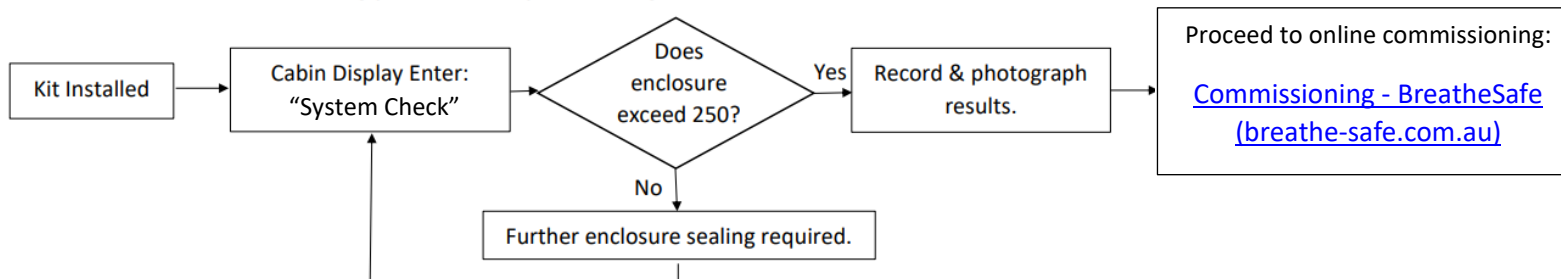 Kit Installed
Cabin Display Enter:
“System Check”
Does
enclosure
exceed 250?
Yes
Record & photograph
results.
Proceed to online commissioning:
Commissioning - BreatheSafe
(breathe-safe.com.au)
No
Further enclosure sealing required.